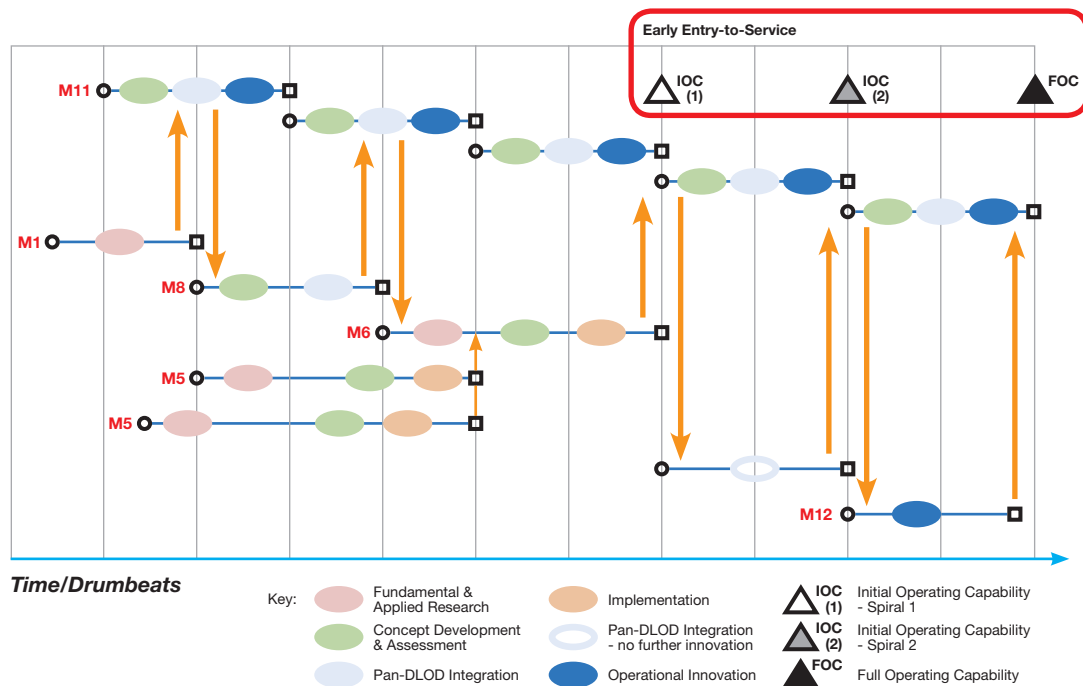 Early Entry-to-Service
IOC
(1)
IOC
(2)
FOC
M11
M1
M8
M6
M5
M5
M12
Time/Drumbeats
Key:
Fundamental &
Applied Research
Concept Development
& Assessment
Pan-DLOD Integration
Implementation
Pan-DLOD Integration
- no further innovation
Operational Innovation
IOC
(1)
Initial Operating Capability
- Spiral 1
IOC
(2)
Initial Operating Capability
- Spiral 2
FOC
Full Operating Capability